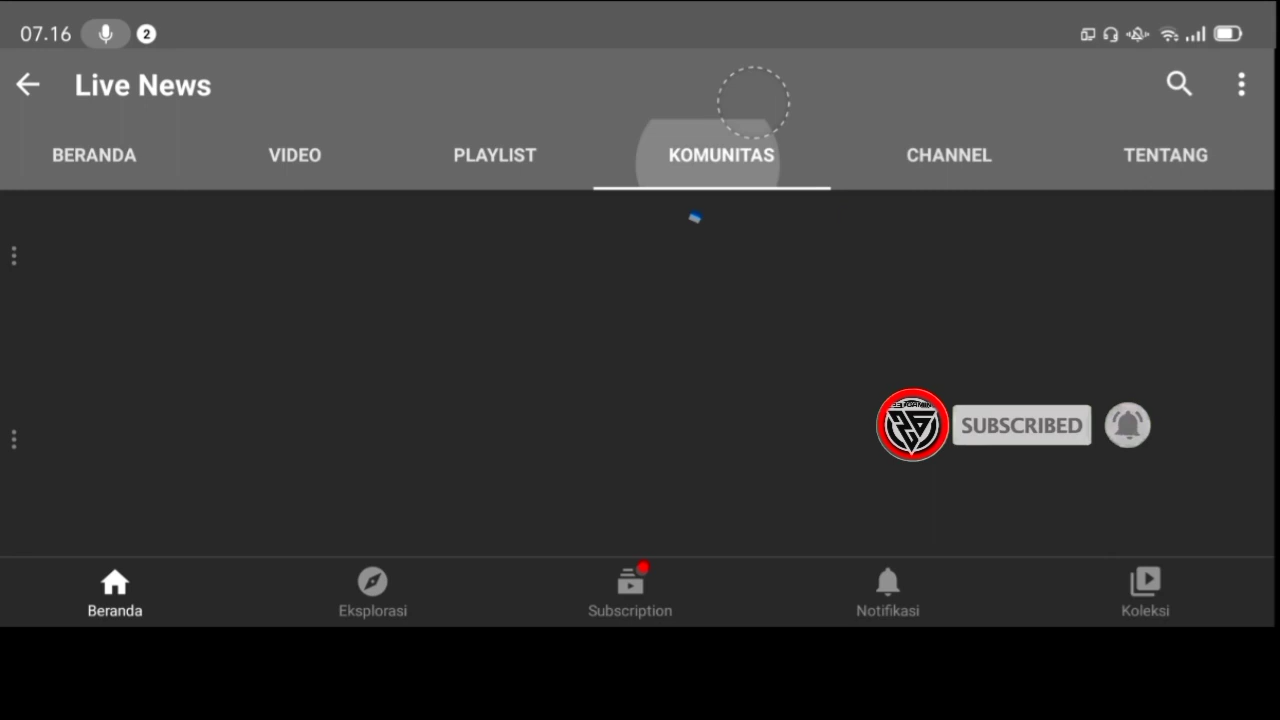 07.16 2
Live News
BERANDA VIDEO PLAYLIST KOMUNITAS CHANNEL TENTANG
SUBSCRIBED
Beranda Eksplorasi Subscription Notifikasi Koleksi